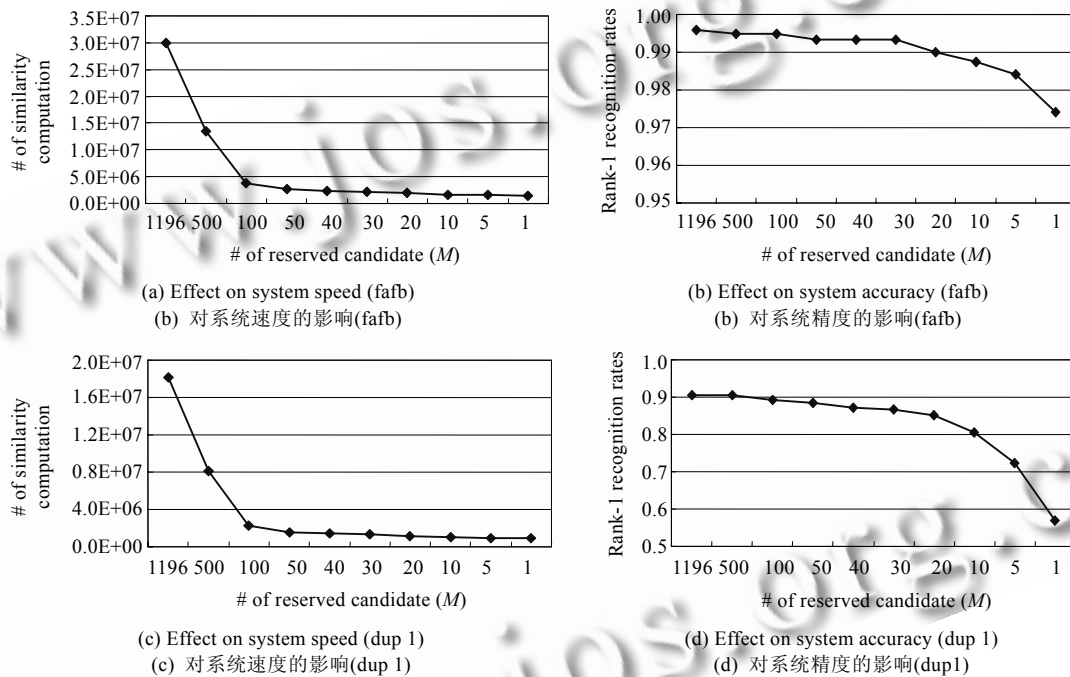 3.5E+07
3.0E+07
2.5E+07
2.0E+07
1.5E+07
1.0E+07
5.0E+06
0.0E+00
# of similarity
computation
1196 500 100 50 40 30 20 10 5 1
# of reserved candidate (M)
(a) Effect on system speed (fafb)
(b) 对系统速度的影响(fafb)
1.00
0.99
0.98
0.97
0.96
0.95
Rank-1 recognition rates
1196 500 100 50 40 30 20 10 5 1
# of reserved candidate (M)
(b) Effect on system accuracy (fafb)
(b) 对系统精度的影响(fafb)
2.0E+07
1.6E+07
1.2E+07
0.8E+07
4.0E+06
0.0E+00
# of similarity
computation
1196 500 100 50 40 30 20 10 5 1
# of reserved candidate (M)
(c) Effect on system speed (dup 1)
(c) 对系统速度的影响(dup 1)
1.0
0.9
0.8
0.7
0.6
0.5
Rank-1 recognition rates
1196 500 100 50 40 30 20 10 5 1
# of reserved candidate (M)
(d) Effect on system accuracy (dup 1)
(d) 对系统精度的影响(dup1)
www.jos.org.c
jos.org.c